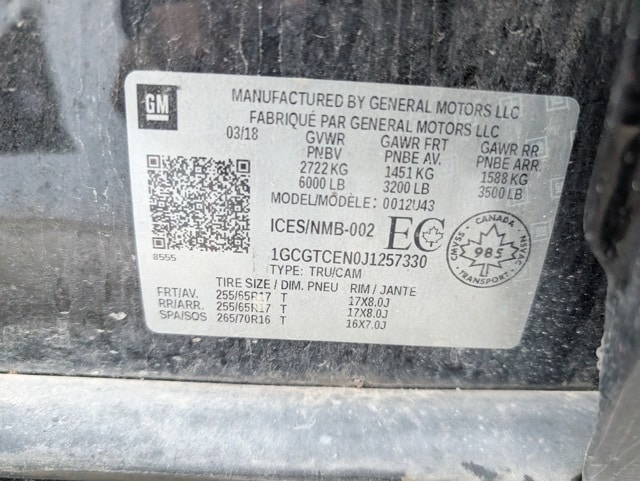 GM
MANUFACTURED BY GENERAL MOTORS LLC
FABRIQUÉ PAR GENERAL MOTORS LLC
03/18 GVWR GAWR FRT GAWR RR
PNBV PNBE AV. PNBE ARR.
2722 KG 1451 KG 1588 KG
6000 LB 3200 LB 3500 LB
MODEL/MODÈLE: 0012U43
ICES/NMB-002 EC
CANADA
985
CMVSS NSVAC
TRANSPORT
8555
1GCGTCEN0J1257330
TYPE: TRU/CAM
TIRE SIZE / DIM. PNEU RIM / JANTE
FRT/AV. 255/65R17 T 17X8.0J
RR/ARR. 255/65R17 T 17X8.0J
SPA/SOS 265/70R16 T 16X7.0J